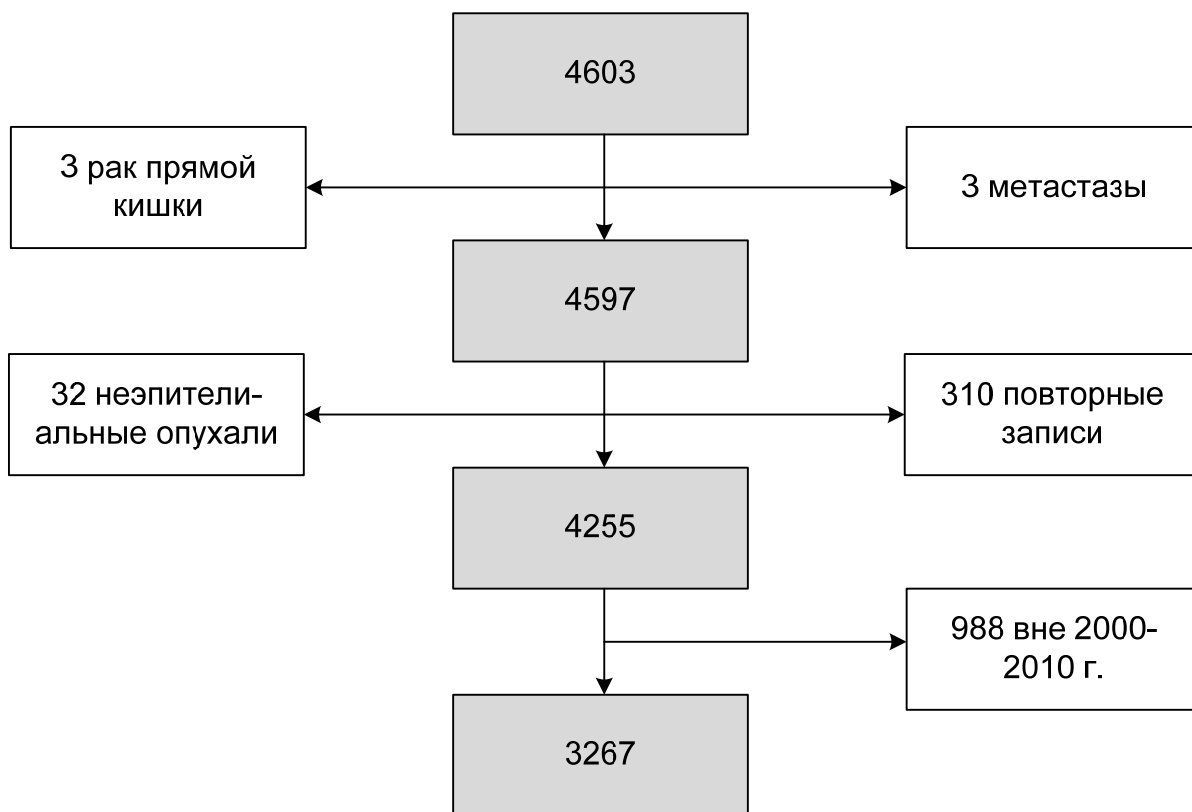 4603
3 рак прямой
кишки
3 метастазы
4597
32 неэпители-
альные опухали
310 повторные
записи
4255
988 вне 2000-
2010 г.
3267